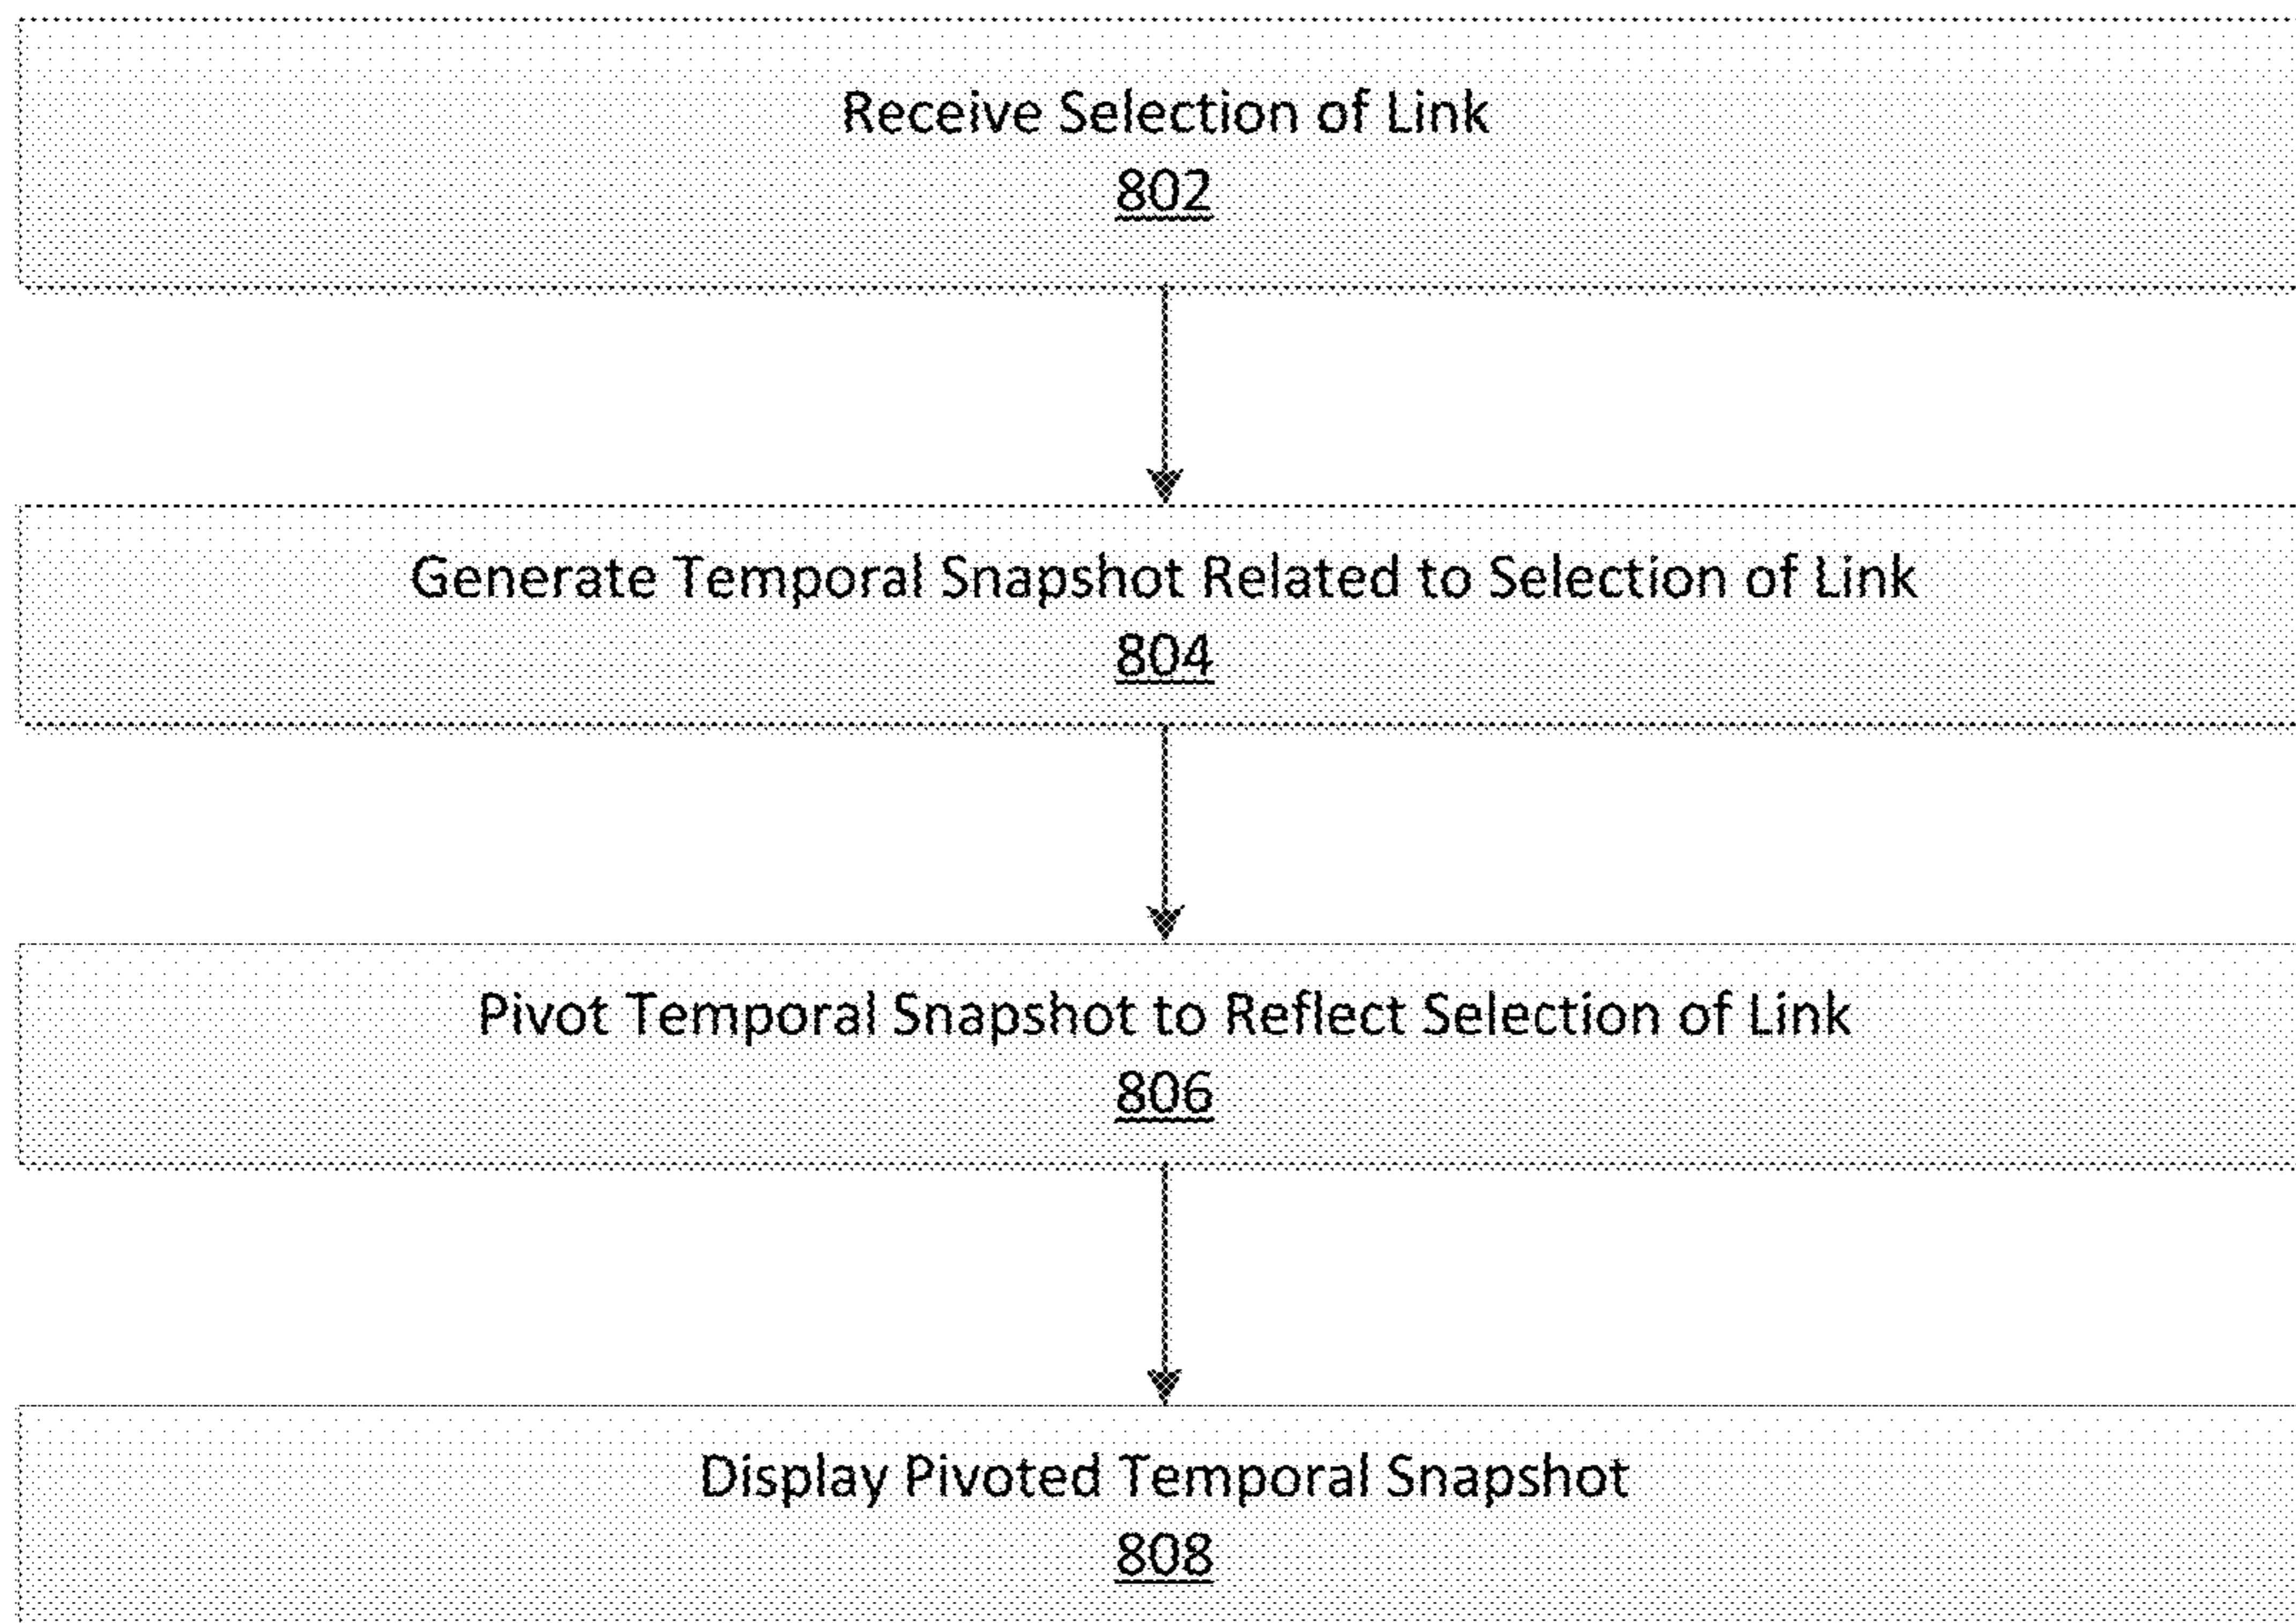 Receive Selection of Link
802
Generate Temporal Snapshot Related to Selection of Link
804
Pivot Temporal Snapshot to Reflect Selection of Link
806
Display Pivoted Temporal Snapshot
808